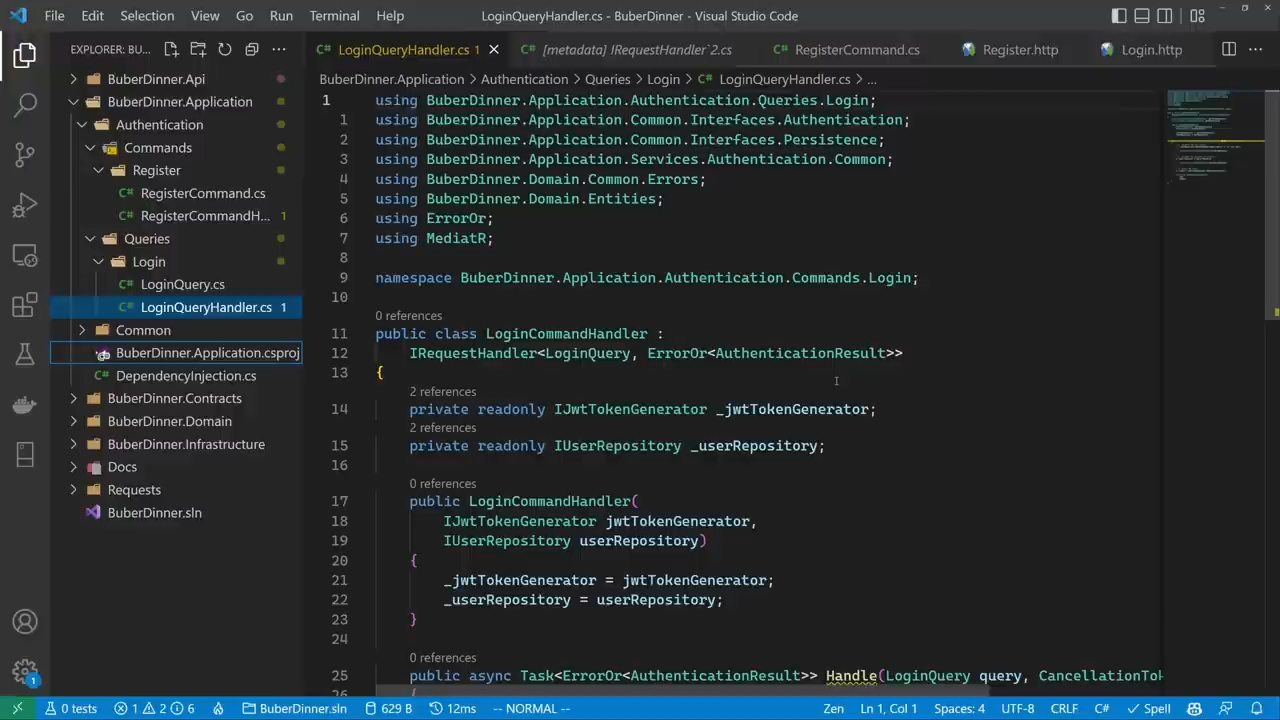 File Edit Selection View Go Run Terminal Help
LoginQueryHandler.cs - BuberDinner - Visual Studio Code
EXPLORER: BU...
LoginQueryHandler.cs 1
[metadata] IRequestHandler`2.cs
RegisterCommand.cs
Register.http
Login.http
BuberDinner.Application > Authentication > Queries > Login > LoginQueryHandler.cs > ...
BuberDinner.Api
BuberDinner.Application
Authentication
Commands
Register
RegisterCommand.cs
RegisterCommandH... 1
Queries
Login
LoginQuery.cs
LoginQueryHandler.cs 1
Common
BuberDinner.Application.csproj
DependencyInjection.cs
BuberDinner.Contracts
BuberDinner.Domain
BuberDinner.Infrastructure
Docs
Requests
BuberDinner.sln
1 using BuberDinner.Application.Authentication.Queries.Login;
1 using BuberDinner.Application.Common.Interfaces.Authentication;
2 using BuberDinner.Application.Common.Interfaces.Persistence;
3 using BuberDinner.Application.Services.Authentication.Common;
4 using BuberDinner.Domain.Common.Errors;
5 using BuberDinner.Domain.Entities;
6 using ErrorOr;
7 using MediatR;
8
9 namespace BuberDinner.Application.Authentication.Commands.Login;
10
0 references
11 public class LoginCommandHandler :
12 IRequestHandler<LoginQuery, ErrorOr<AuthenticationResult>>
13 {
2 references
14 private readonly IJwtTokenGenerator _jwtTokenGenerator;
2 references
15 private readonly IUserRepository _userRepository;
16
0 references
17 public LoginCommandHandler(
18 IJwtTokenGenerator jwtTokenGenerator,
19 IUserRepository userRepository)
20 {
21 _jwtTokenGenerator = jwtTokenGenerator;
22 _userRepository = userRepository;
23 }
24
0 references
25 public async Task<ErrorOr<AuthenticationResult>> Handle(LoginQuery query, CancellationTok
26 {
1
0 tests 1 2 6 BuberDinner.sln 629 B 12ms -- NORMAL -- Zen Ln 1, Col 1 Spaces: 4 UTF-8 CRLF C# Spell